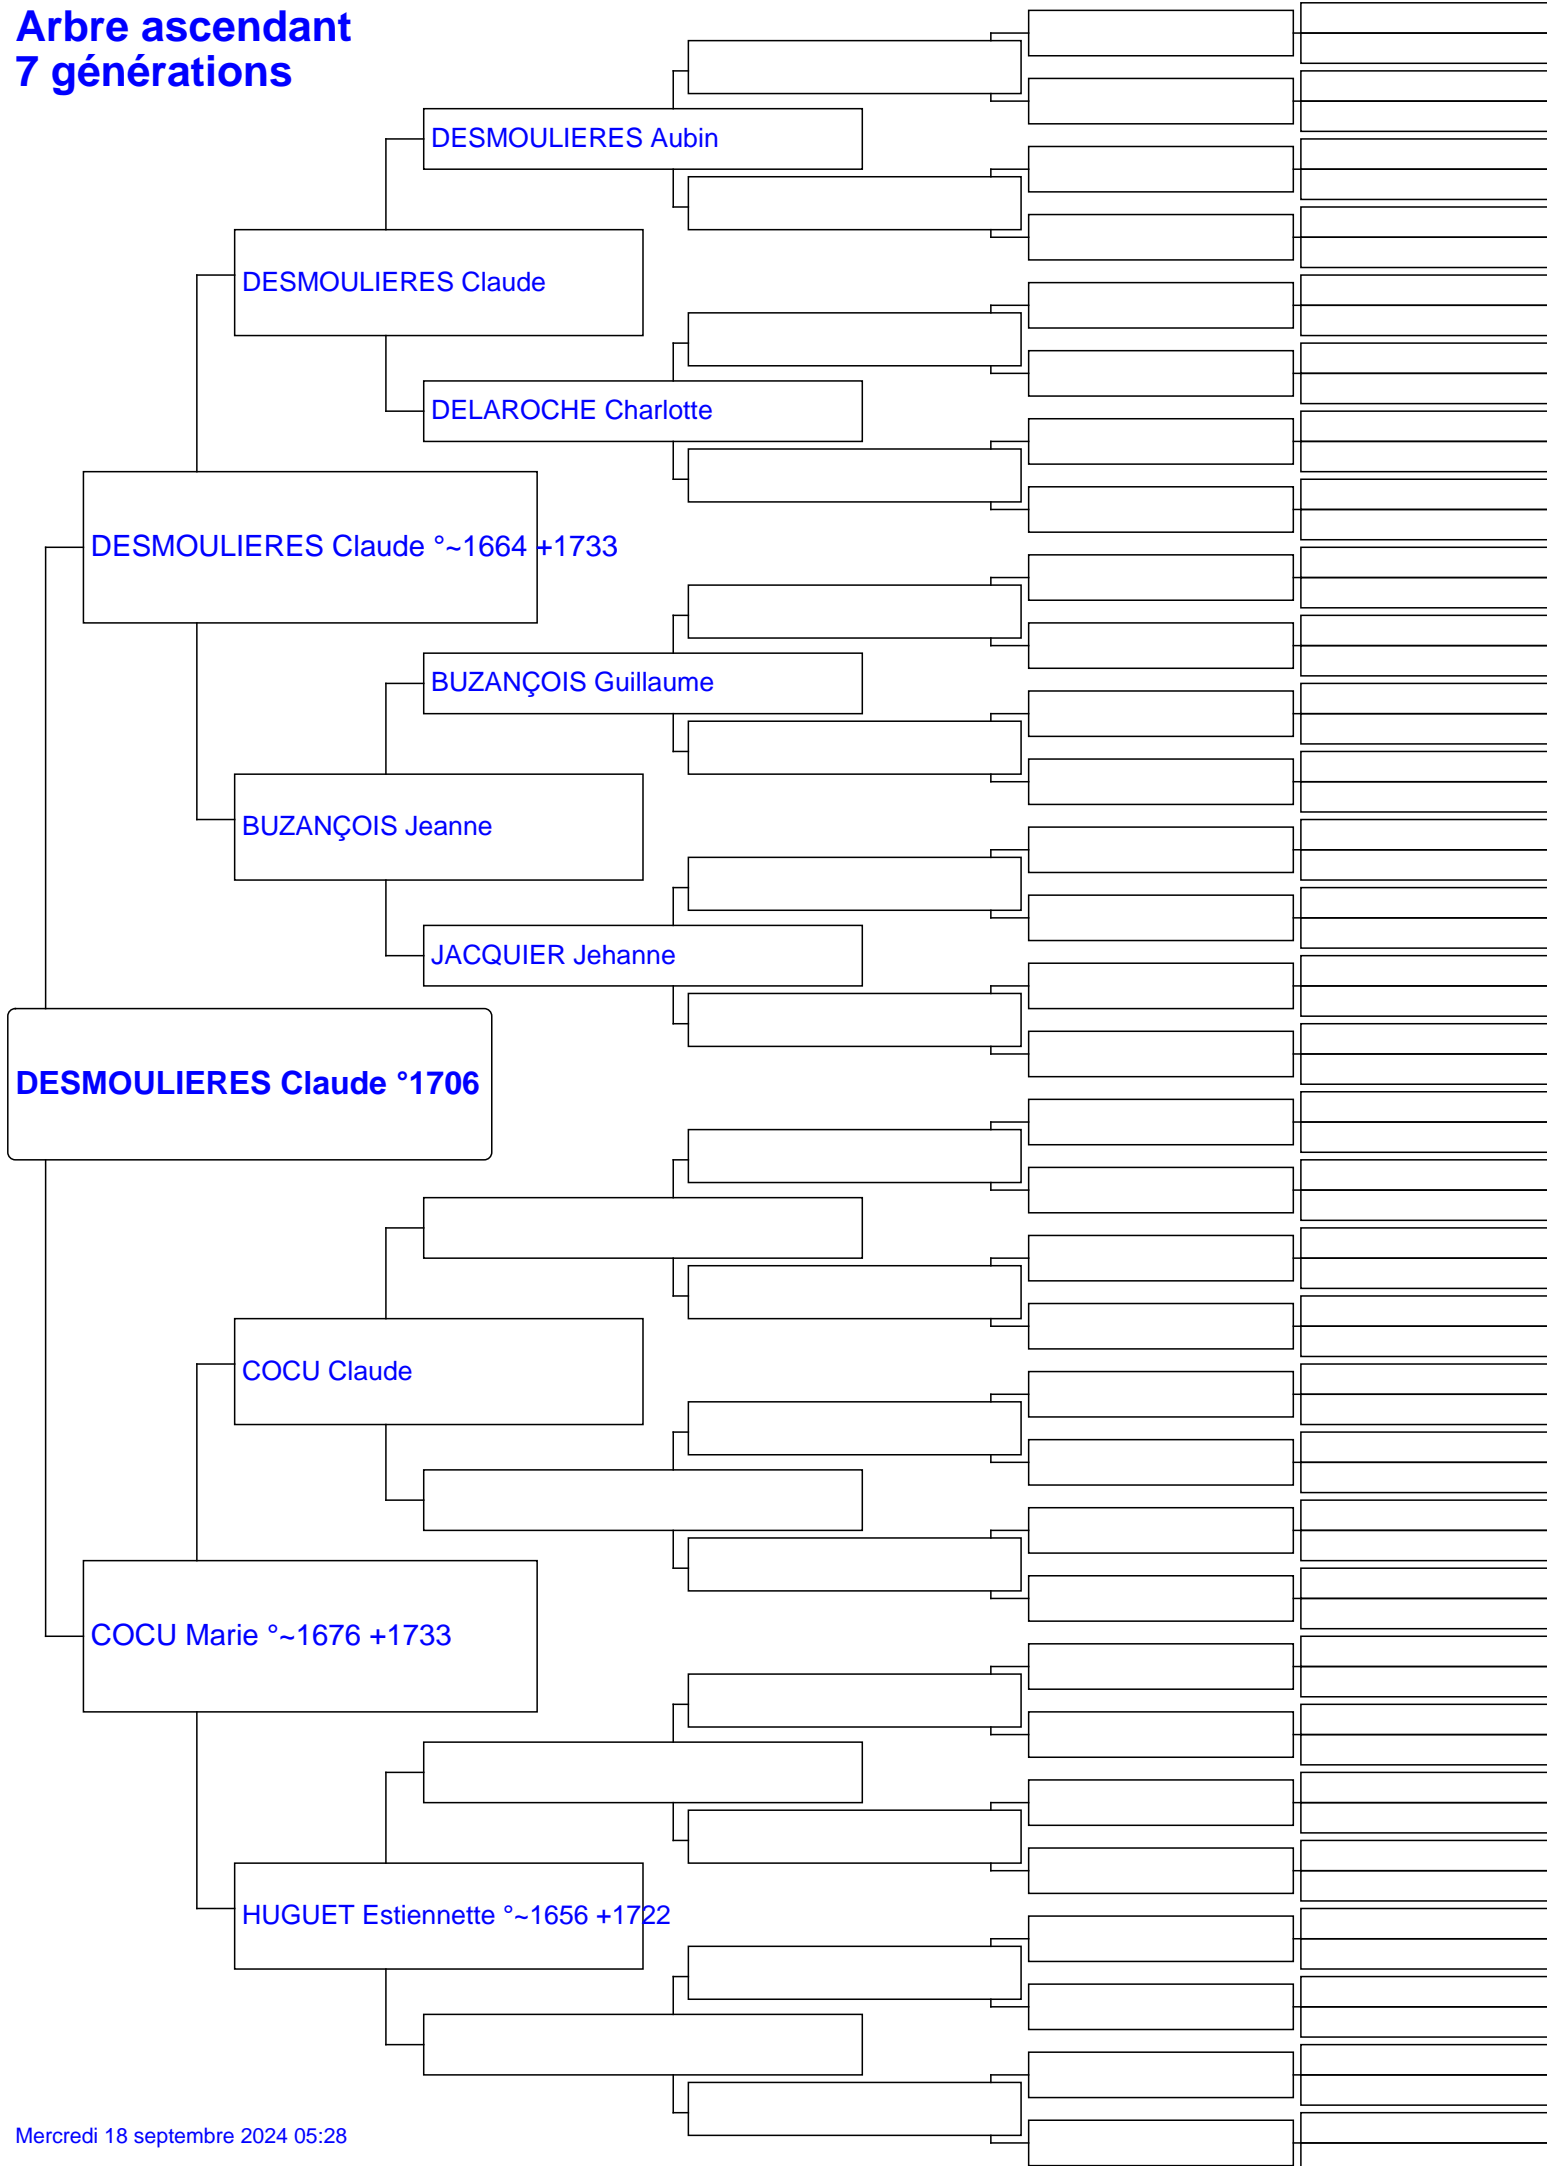 Arbre ascendant
7 générations
DESMOULIERES Aubin
DESMOULIERES Claude
DELAROCHE Charlotte
DESMOULIERES Claude °~1664 +1733
BUZANÇOIS Guillaume
BUZANÇOIS Jeanne
JACQUIER Jehanne
DESMOULIERES Claude °1706
COCU Claude
COCU Marie °~1676 +1733
HUGUET Estiennette °~1656 +1722
Mercredi 18 septembre 2024 05:28